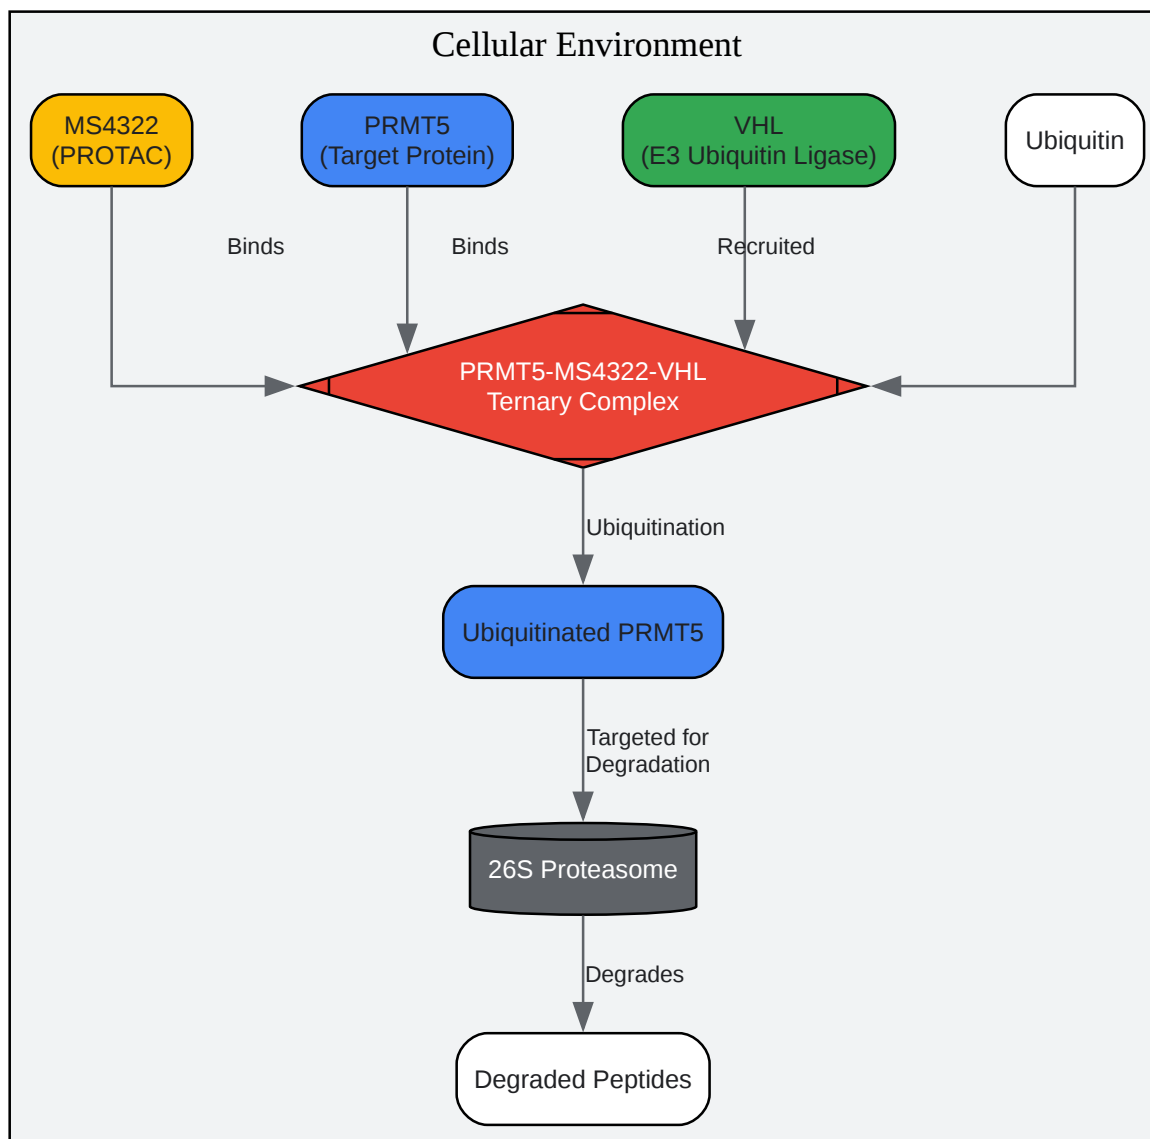 Cellular Environment
MS4322
(PROTAC)
PRMT5
(Target Protein)
VHL
(E3 Ubiquitin Ligase)
Ubiquitin
Binds
Binds
Recruited
PRMT5-MS4322-VHL
Ternary Complex
Ubiquitination
Ubiquitinated PRMT5
Targeted for
Degradation
26S Proteasome
Degrades
Degraded Peptides